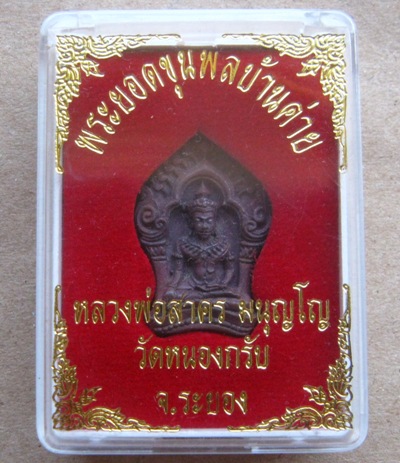 พระยอดขุนพลบ้านค่าย
หลวงพ่อสาคร มนุญโญ
วัดหนองกรับ
จ.ระยอง